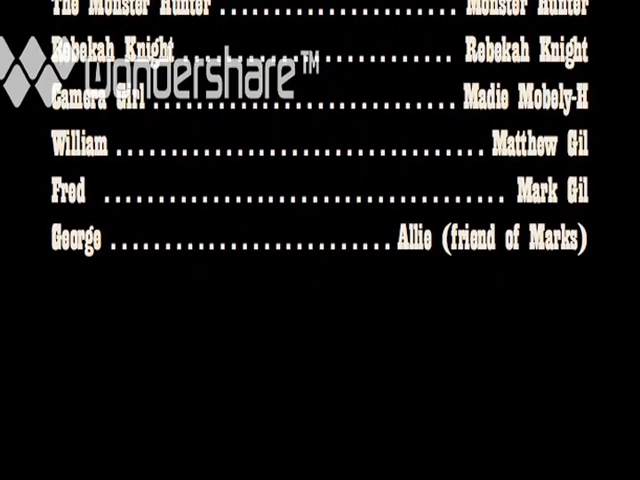 The Monster Hunter ...................... Monster Hunter
Rebekah Knight ......................... Rebekah Knight
wondershare™
Camera Girl ............................ Madie Mobely-H
William ................................. Matthew Gil
Fred .................................... Mark Gil
George ......................... Allie (friend of Marks)